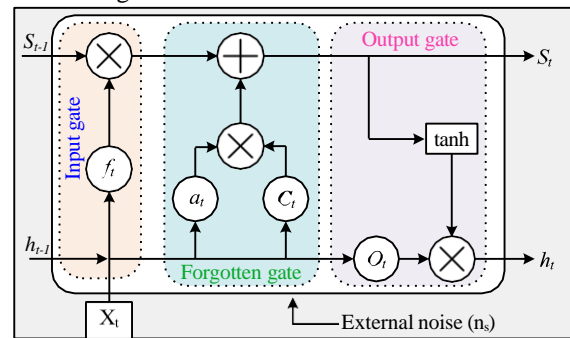 Output gate
S_{t-1}
S_t
Input gate
tanh
f_t
a_t
C_t
h_{t-1}
O_t
h_t
Forgotten gate
X_t
External noise (n_s)